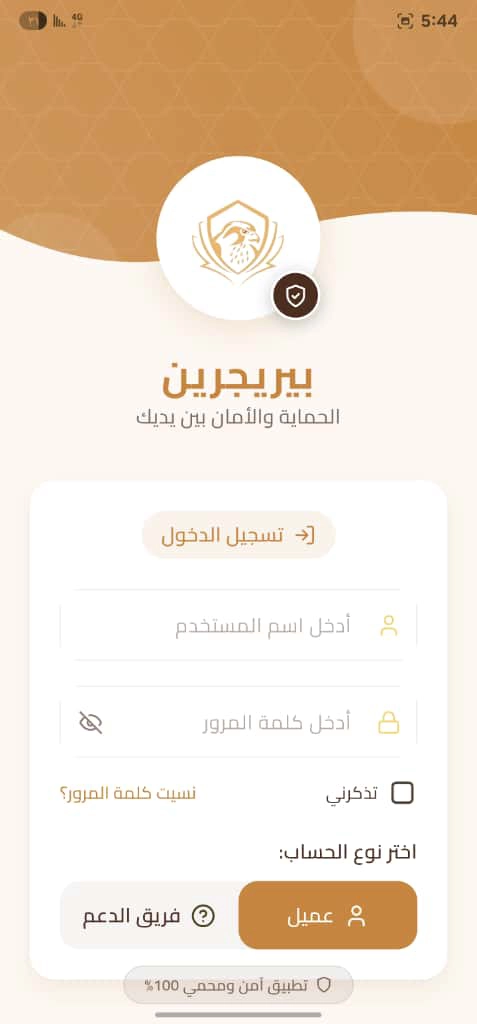 5:44
4G
بيريجرين
الحماية والأمان بين يديك
تسجيل الدخول
أدخل اسم المستخدم
أدخل كلمة المرور
تذكرني
نسيت كلمة المرور؟
اختر نوع الحساب:
عميل
فريق الدعم
تطبيق آمن ومحمي 100%